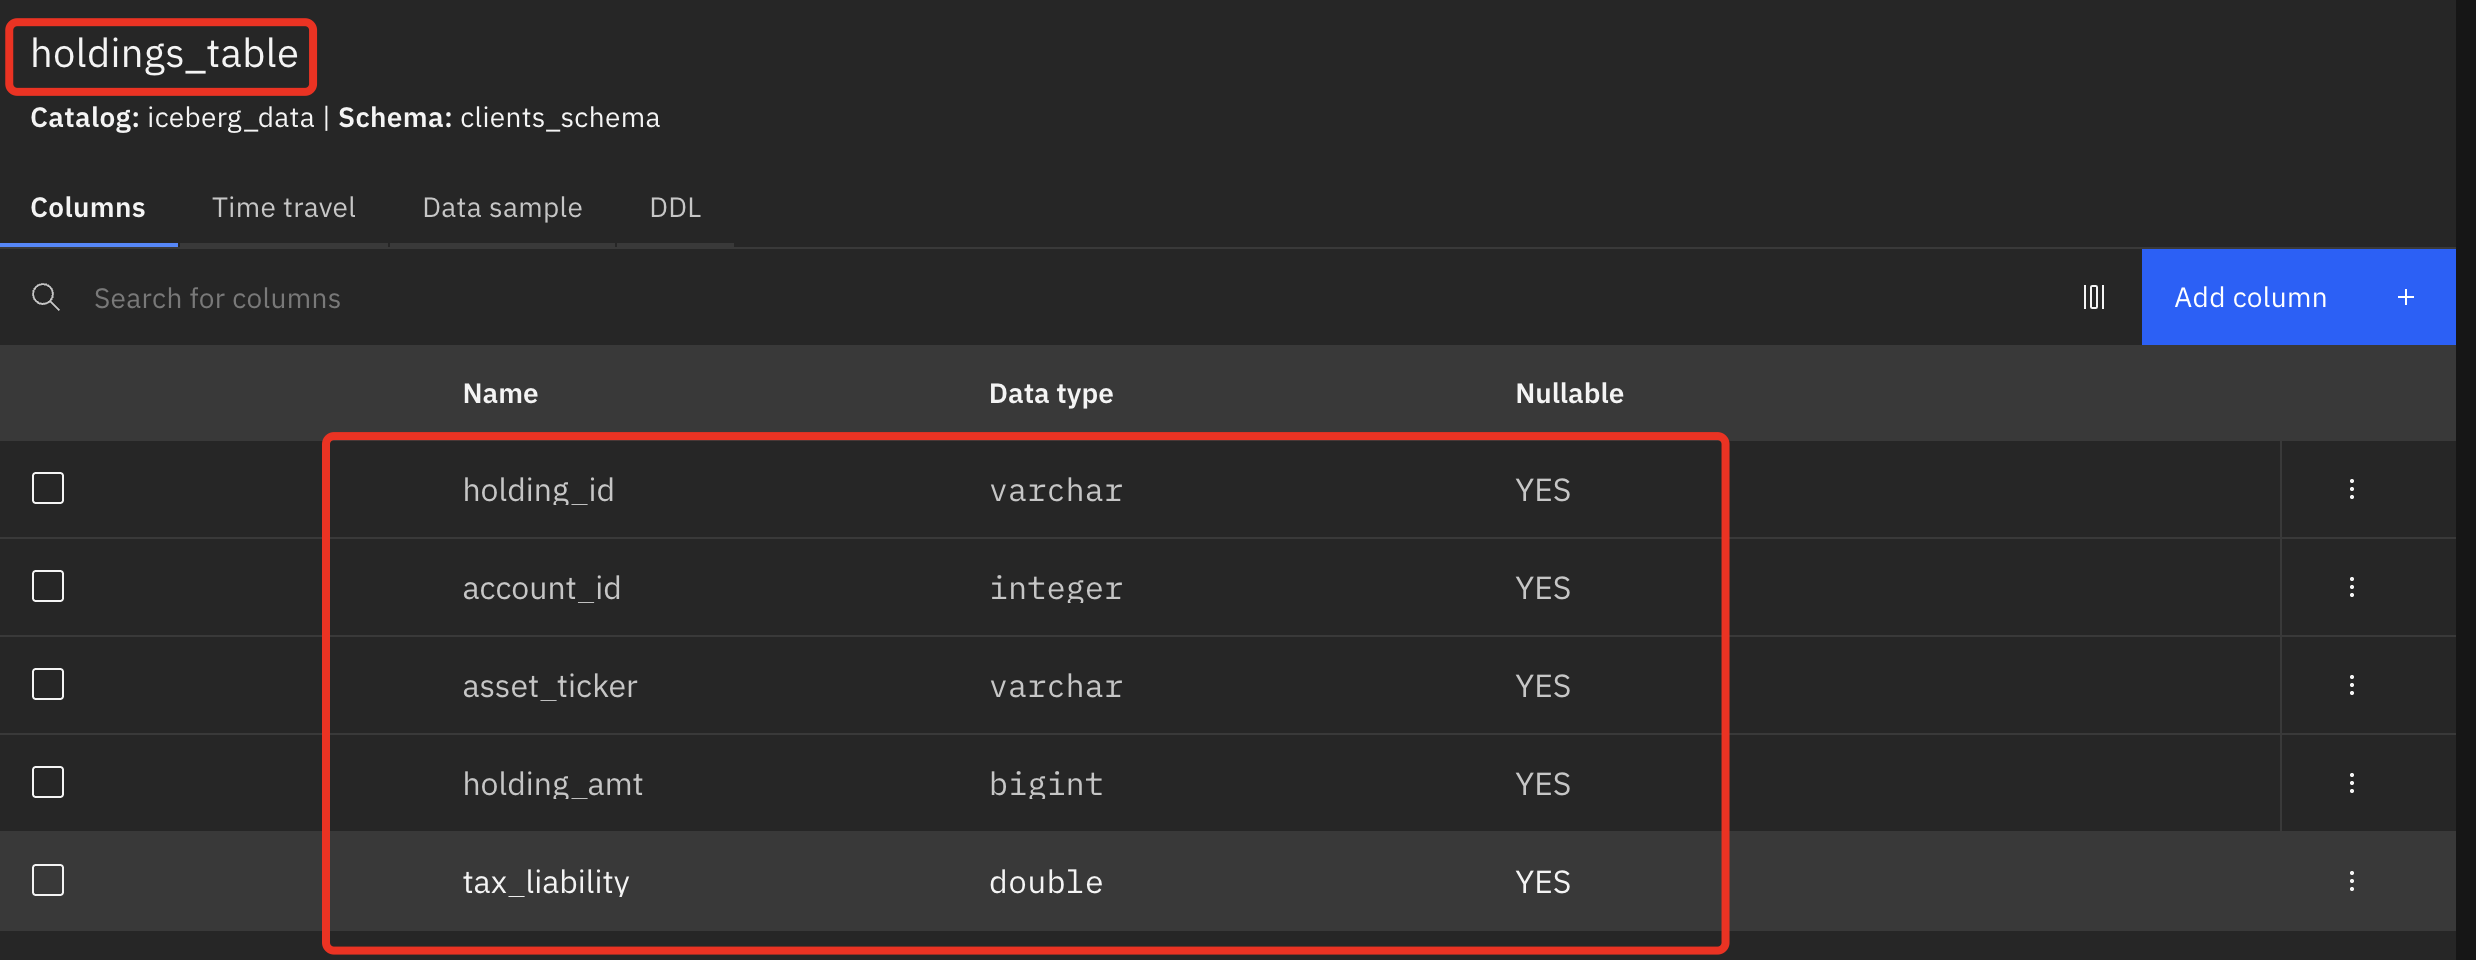 holdings_table
Catalog: iceberg_data | Schema: clients_schema
Columns Time travel Data sample DDL
Search for columns Add column +
Name Data type Nullable
holding_id varchar YES
account_id integer YES
asset_ticker varchar YES
holding_amt bigint YES
tax_liability double YES